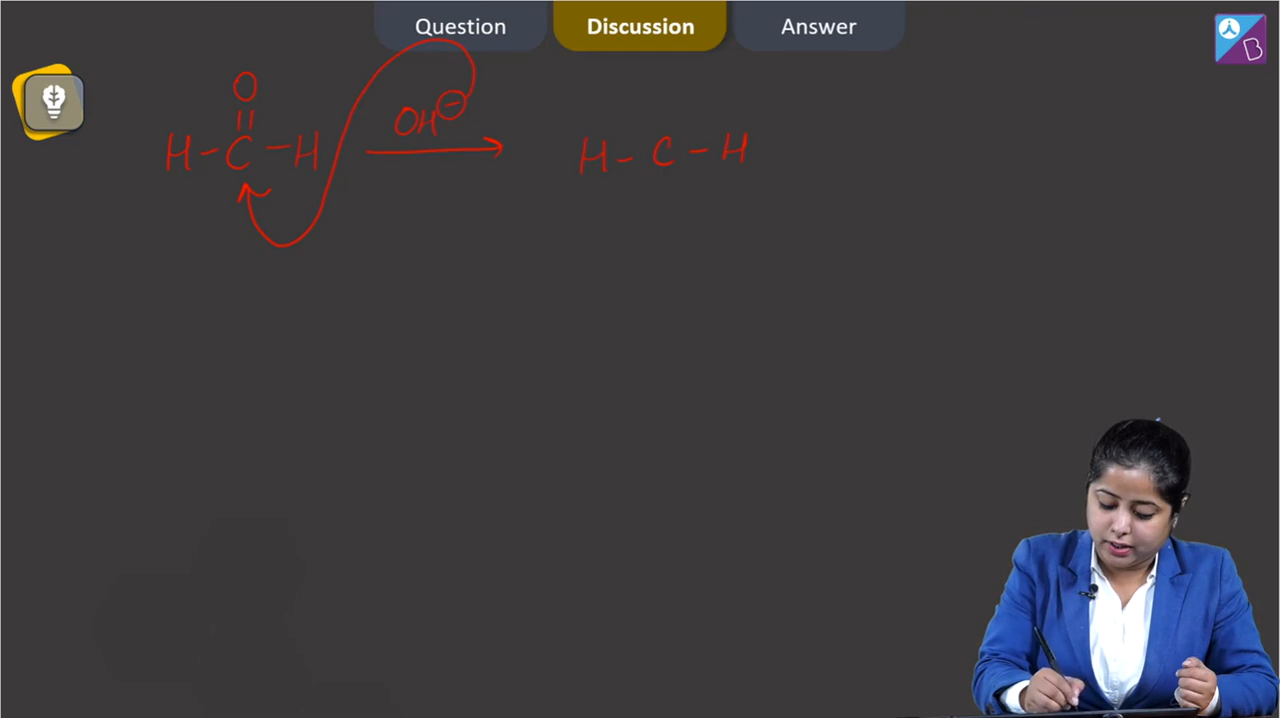 Question Discussion Answer
O
||
H-C-H OH⊖ → H-C-H